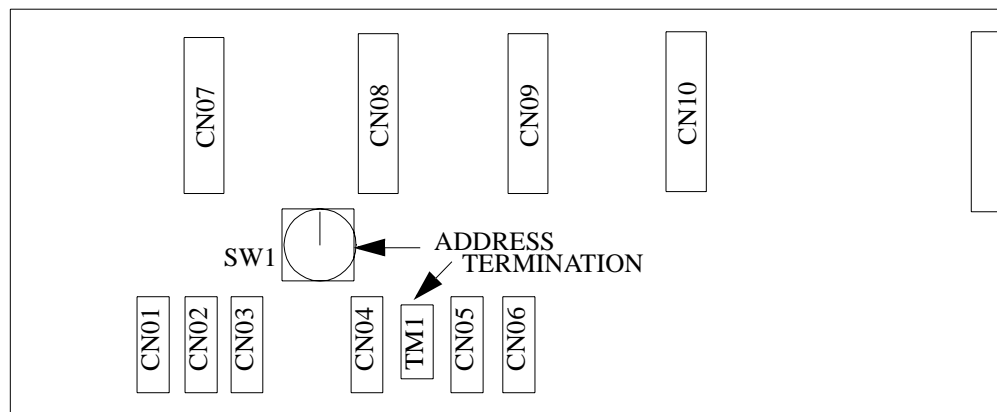 CN07
CN08
CN09
CN10
SW1
ADDRESS
TERMINATION
CN01
CN02
CN03
CN04
TM1
CN05
CN06